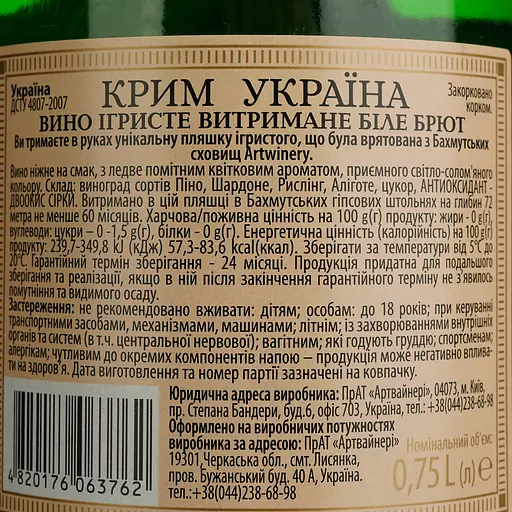 Україна
ДСТУ 4807-2007
КРИМ УКРАЇНА
Закорковано
корком.
ВИНО ІГРИСТЕ ВИТРИМАНЕ БІЛЕ БРЮТ
Ви тримаєте в руках унікальну пляшку ігристого, що була врятована з Бахмутських
сховищ Artwinery.
Вино ніжне на смак, з ледве помітним квітковим ароматом, приємного світло-солом'яного
кольору. Склад: виноград сортів Піно, Шардоне, Рислінг, Аліготе, цукор, АНТИОКСИДАНТ -
ДВООКИС СІРКИ. Витримано в цій пляшці в Бахмутських гіпсових штольнях на глибин 72
метра не менше 60 місяців. Харчова/поживна цінність на 100 g(г) продукту: жири - 0 g(г),
вуглеводи: цукри – 0 -1,5 g(г), білки - 0 g(г). Енергетична цінність (калорійність) на 100 g(г)
продукту: 239,7-349,8 kJ (кДж) 57,3-83,6 kcal(ккал). Зберігати за температури від 5°С до
20°С. Гарантійний термін зберігання - 24 місяці. Продукція придатна для подальшого
зберігання та реалізації, якщо в ній після закінчення гарантійного терміну не з'явилось
помутніння та видимого осаду.
Застереження: не рекомендовано вживати: дітям; особам: до 18 років; при керуванні
транспортними засобами, механізмами, машинами; літнім; із захворюваннями внутрішніх
органів та систем (в т.ч. центральної нервової); вагітним; які годують груддю; спортсменам;
алергікам; чутливим до окремих компонентів напою – продукція може негативно вплива-
ти на здоров'я. Дата виготовлення та номер партії зазначені на ковпачку.
Юридична адреса виробника: ПрАТ «Артвайнері», 04073, м. Київ,
пр. Степана Бандери, буд.6, офіс 703, Україна, тел.: +38(044)238-68-98
Оформлено на виробничих потужностях
виробника за адресою: ПрАТ «Артвайнері»
19301, Черкаська обл., смт. Лисянка,
пров. Бужанський буд. 40 А, Україна.
тел.:+38(044)238-68-98
Номінальний об'єм:
0,75 L (л) ℮
4 820176 063762